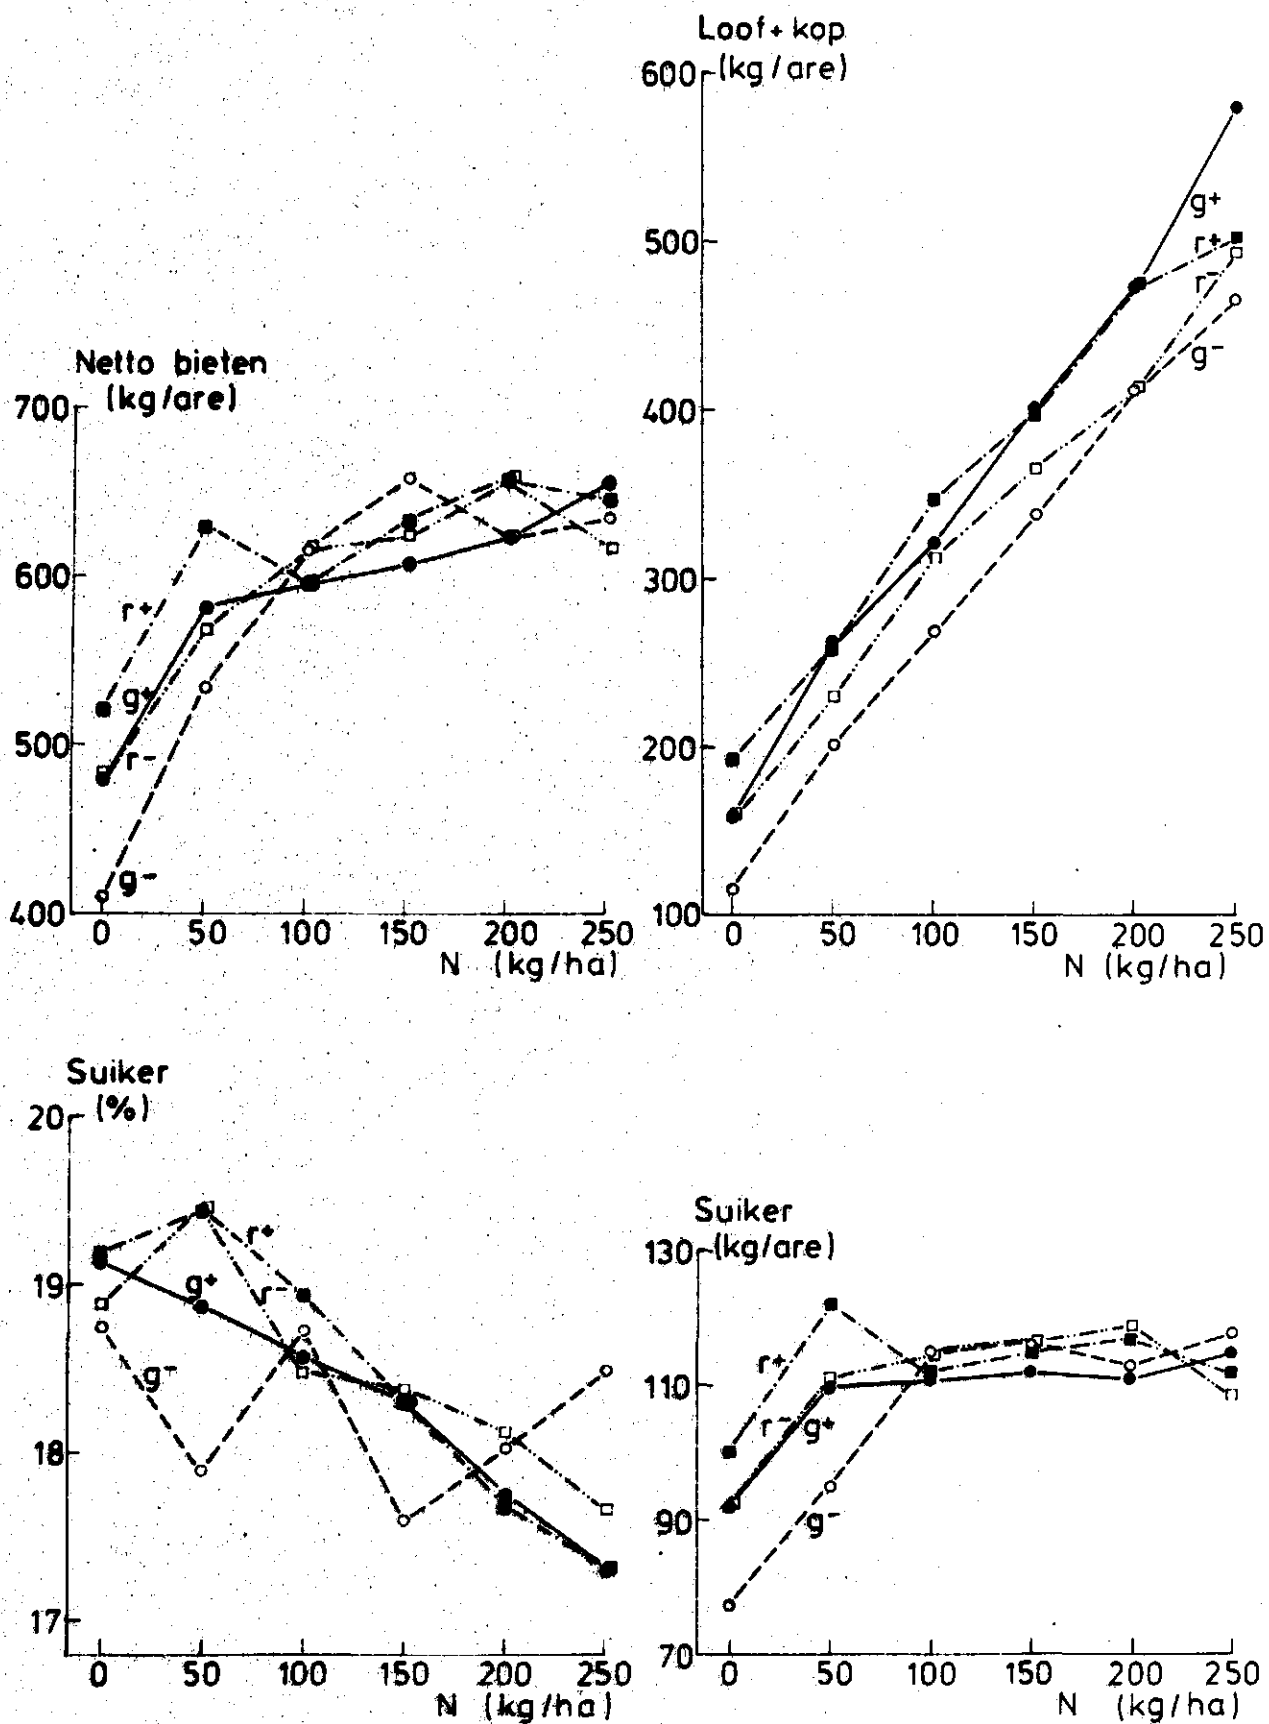 Netto bieten
(kg/are)
700
600
500
400
r+
g+
r-
g-
0 50 100 150 200 250
N (kg/ha)
Loof+kop
(kg/are)
600
500
400
300
200
100
g+
r+
r-
g-
0 50 100 150 200 250
N (kg/ha)
Suiker
(%)
20
19
18
17
r+
g+
r-
g-
0 50 100 150 200 250
N (kg/ha)
Suiker
(kg/are)
130
110
90
70
r+
r- g+
g-
0 50 100 150 200 250
N (kg/ha)